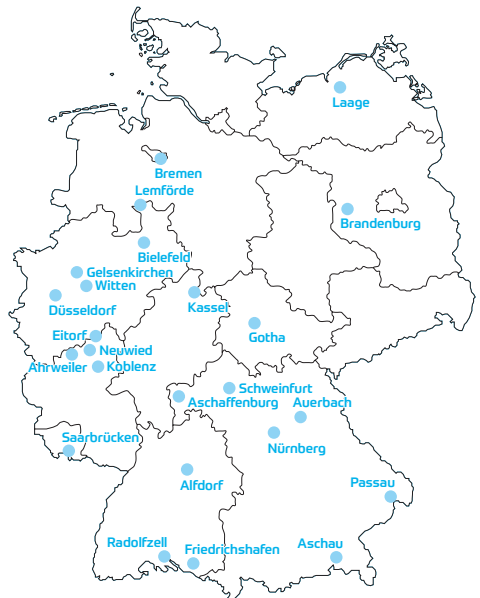 Laage
Bremen
Lemförde
Brandenburg
Bielefeld
Gelsenkirchen
Witten
Düsseldorf
Kassel
Eitorf
Gotha
Neuwied
Ahrweiler
Koblenz
Schweinfurt
Aschaffenburg
Auerbach
Saarbrücken
Nürnberg
Alfdorf
Passau
Radolfzell
Friedrichshafen
Aschau